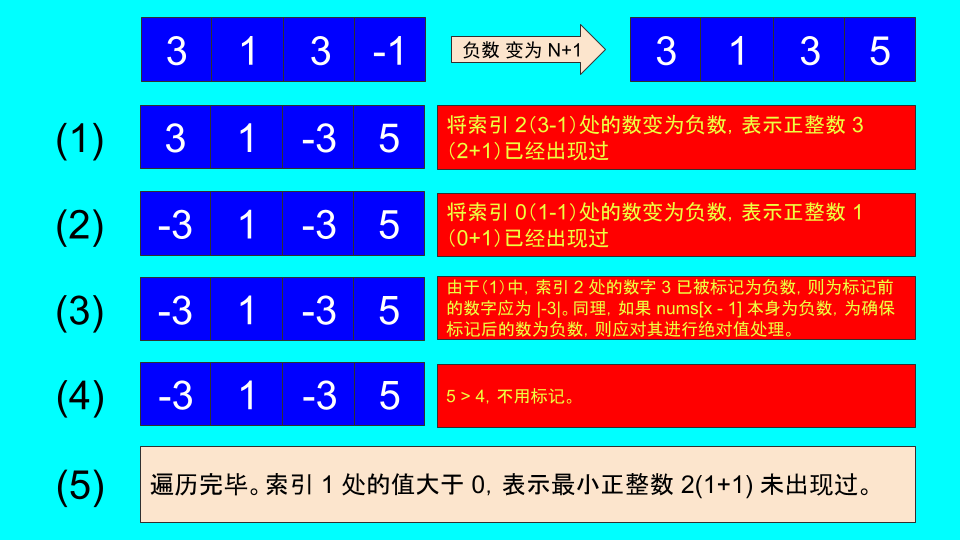 3 1 3 -1 负数 变为 N+1 3 1 3 5
(1) 3 1 -3 5 将索引 2(3-1)处的数变为负数，表示正整数 3
(2+1)已经出现过
(2) -3 1 -3 5 将索引 0(1-1)处的数变为负数，表示正整数 1
(0+1)已经出现过
(3) -3 1 -3 5 由于(1)中，索引 2 处的数字 3 已被标记为负数，则为标记前
的数字应为 |-3|。同理，如果 nums[x - 1] 本身为负数，为确保
标记后的数为负数，则应对其进行绝对值处理。
(4) -3 1 -3 5 5 > 4，不用标记。
(5) 遍历完毕。索引 1 处的值大于 0，表示最小正整数 2(1+1) 未出现过。